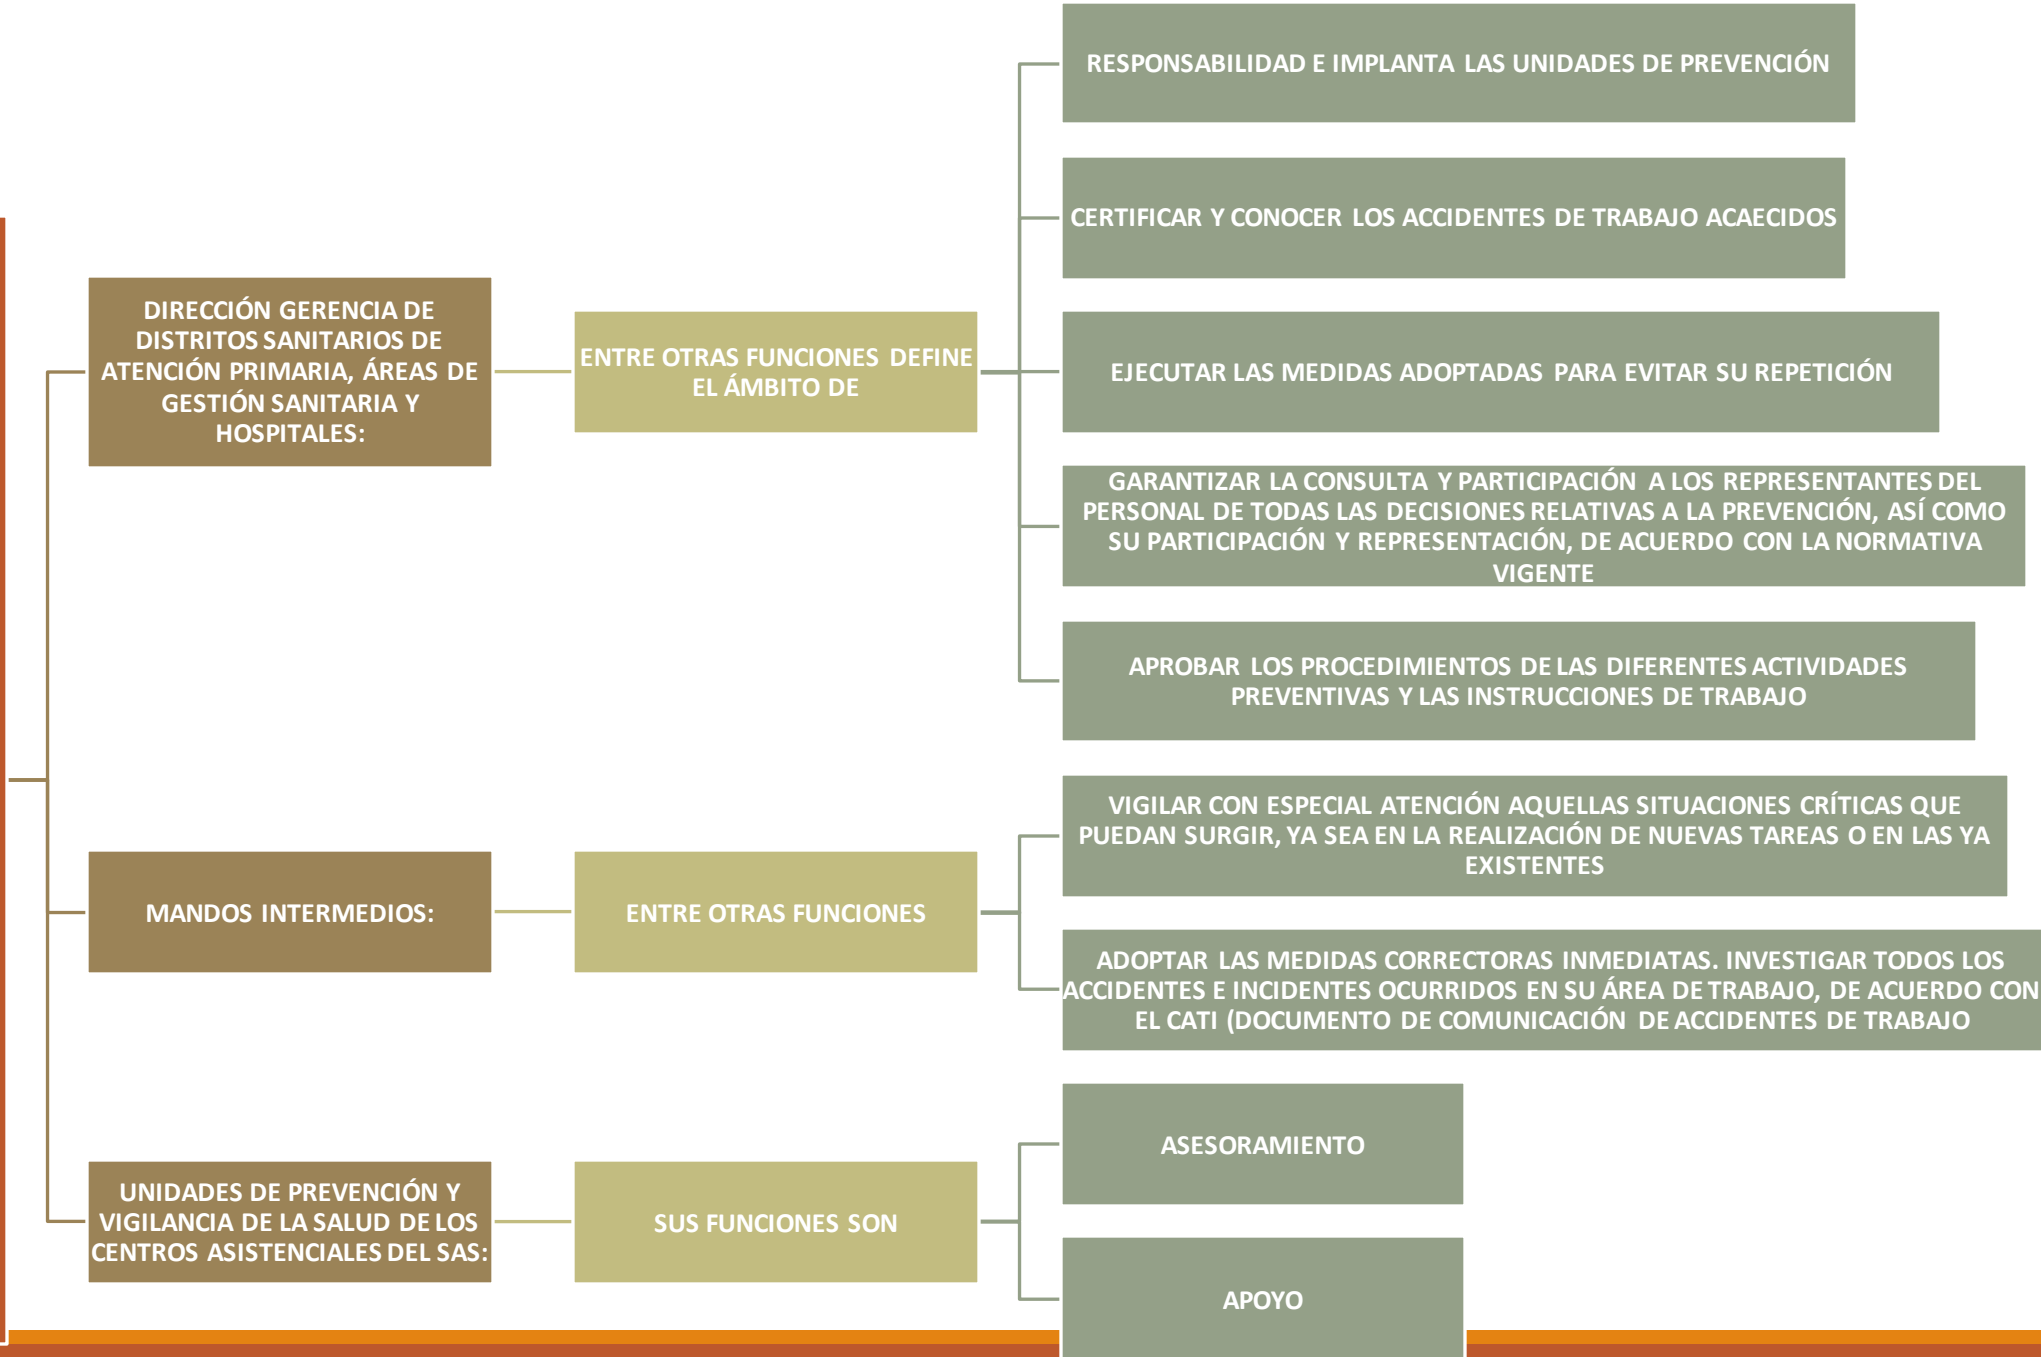 DIRECCIÓN GERENCIA DE
DISTRITOS SANITARIOS DE
ATENCIÓN PRIMARIA, ÁREAS DE
GESTIÓN SANITARIA Y
HOSPITALES:
ENTRE OTRAS FUNCIONES DEFINE
EL ÁMBITO DE
RESPONSABILIDAD E IMPLANTA LAS UNIDADES DE PREVENCIÓN
CERTIFICAR Y CONOCER LOS ACCIDENTES DE TRABAJO ACAECIDOS
EJECUTAR LAS MEDIDAS ADOPTADAS PARA EVITAR SU REPETICIÓN
GARANTIZAR LA CONSULTA Y PARTICIPACIÓN A LOS REPRESENTANTES DEL
PERSONAL DE TODAS LAS DECISIONES RELATIVAS A LA PREVENCIÓN, ASÍ COMO
SU PARTICIPACIÓN Y REPRESENTACIÓN, DE ACUERDO CON LA NORMATIVA
VIGENTE
APROBAR LOS PROCEDIMIENTOS DE LAS DIFERENTES ACTIVIDADES
PREVENTIVAS Y LAS INSTRUCCIONES DE TRABAJO
MANDOS INTERMEDIOS:
ENTRE OTRAS FUNCIONES
VIGILAR CON ESPECIAL ATENCIÓN AQUELLAS SITUACIONES CRÍTICAS QUE
PUEDAN SURGIR, YA SEA EN LA REALIZACIÓN DE NUEVAS TAREAS O EN LAS YA
EXISTENTES
ADOPTAR LAS MEDIDAS CORRECTORAS INMEDIATAS. INVESTIGAR TODOS LOS
ACCIDENTES E INCIDENTES OCURRIDOS EN SU ÁREA DE TRABAJO, DE ACUERDO CON
EL CATI (DOCUMENTO DE COMUNICACIÓN DE ACCIDENTES DE TRABAJO
UNIDADES DE PREVENCIÓN Y
VIGILANCIA DE LA SALUD DE LOS
CENTROS ASISTENCIALES DEL SAS:
SUS FUNCIONES SON
ASESORAMIENTO
APOYO